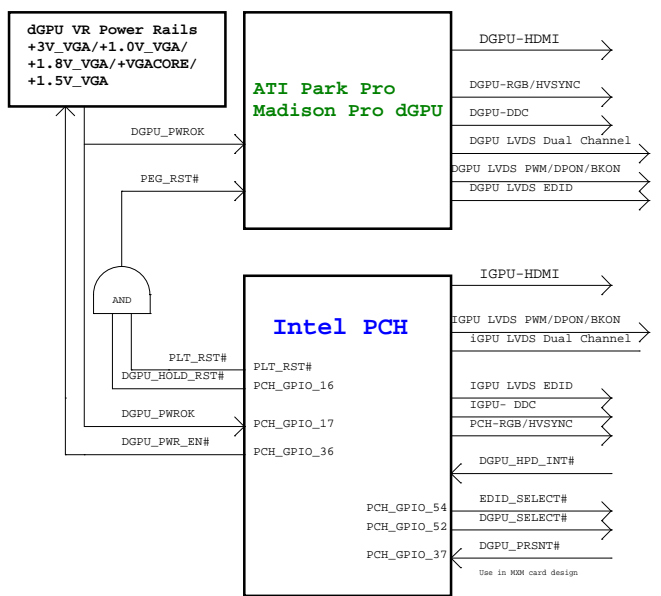 dGPU VR Power Rails
+3V_VGA/+1.0V_VGA/
+1.8V_VGA/+VGACORE/
+1.5V_VGA
DGPU_PWROK
PEG_RST#
ATI Park Pro
Madison Pro dGPU
DGPU-HDMI
DGPU-RGB/HVSYNC
DGPU-DDC
DGPU LVDS Dual Channel
DGPU LVDS PWM/DPON/BKON
DGPU LVDS EDID
AND
PLT_RST#
DGPU_HOLD_RST#
DGPU_PWROK
DGPU_PWR_EN#
Intel PCH
PLT_RST#
PCH_GPIO_16
PCH_GPIO_17
PCH_GPIO_36
PCH_GPIO_54
PCH_GPIO_52
PCH_GPIO_37
IGPU-HDMI
IGPU LVDS PWM/DPON/BKON
iGPU LVDS Dual Channel
IGPU LVDS EDID
IGPU- DDC
PCH-RGB/HVSYNC
DGPU_HPD_INT#
EDID_SELECT#
DGPU_SELECT#
DGPU_PRSNT#
Use in MXM card design